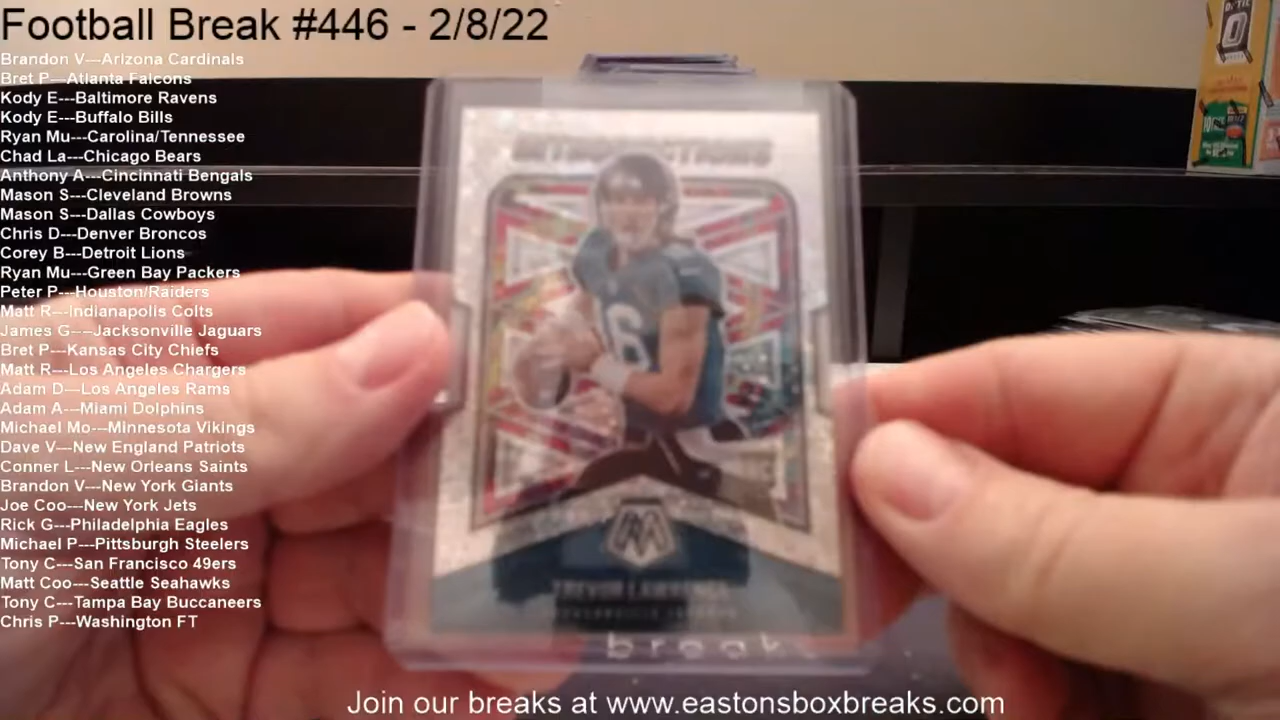 Football Break #446 - 2/8/22
Brandon V---Arizona Cardinals
Bret P---Atlanta Falcons
Kody E---Baltimore Ravens
Kody E---Buffalo Bills
Ryan Mu---Carolina/Tennessee
Chad La---Chicago Bears
Anthony A---Cincinnati Bengals
Mason S---Cleveland Browns
Mason S---Dallas Cowboys
Chris D---Denver Broncos
Corey B---Detroit Lions
Ryan Mu---Green Bay Packers
Peter P---Houston/Raiders
Matt R---Indianapolis Colts
James G---Jacksonville Jaguars
Bret P---Kansas City Chiefs
Matt R---Los Angeles Chargers
Adam D---Los Angeles Rams
Adam A---Miami Dolphins
Michael Mo---Minnesota Vikings
Dave V---New England Patriots
Conner L---New Orleans Saints
Brandon V---New York Giants
Joe Coo---New York Jets
Rick G---Philadelphia Eagles
Michael P---Pittsburgh Steelers
Tony C---San Francisco 49ers
Matt Coo---Seattle Seahawks
Tony C---Tampa Bay Buccaneers
Chris P---Washington FT
INTRODUCTIONS
16
TREVOR LAWRENCE
break
Join our breaks at www.eastonsboxbreaks.com